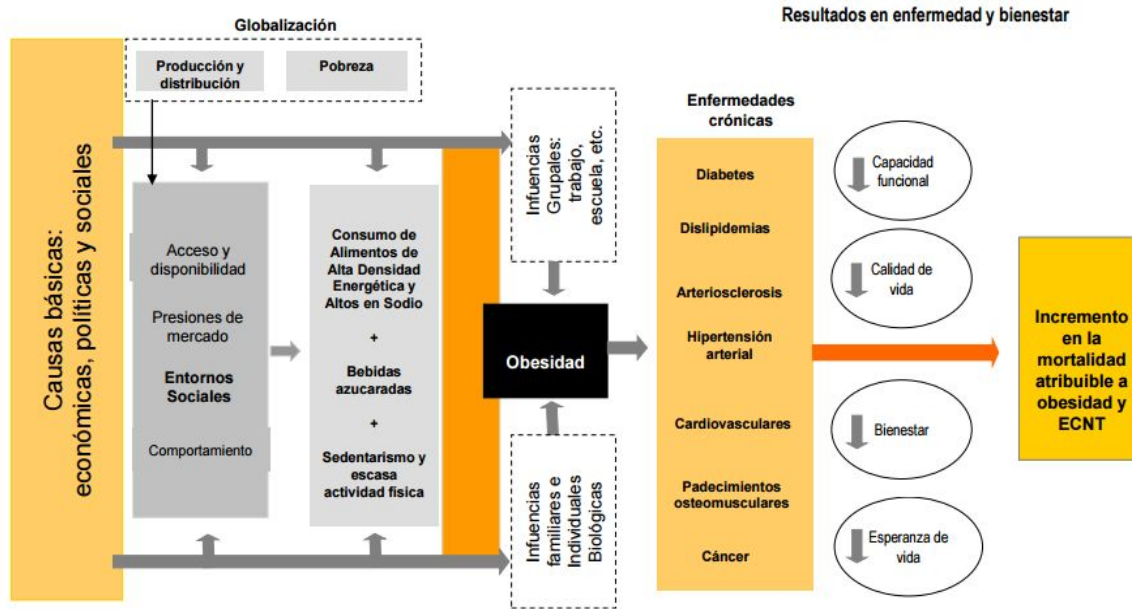 Resultados en enfermedad y bienestar
Globalización
Producción y
distribución
Pobreza
Causas básicas:
económicas, políticas y sociales
Acceso y
disponibilidad
Presiones de
mercado
Entornos
Sociales
Comportamiento
Consumo de
Alimentos de
Alta Densidad
Energética y
Altos en Sodio
+
Bebidas
azucaradas
+
Sedentarismo y
escasa
actividad física
Infuencias
Grupales:
trabajo,
escuela, etc.
Obesidad
Infuencias
familiares e
Individuales
Biológicas
Enfermedades
crónicas
Diabetes
Dislipidemias
Arteriosclerosis
Hipertensión
arterial
Cardiovasculares
Padecimientos
osteomusculares
Cáncer
Capacidad
funcional
Calidad de
vida
Bienestar
Esperanza de
vida
Incremento
en la
mortalidad
atribuible a
obesidad y
ECNT